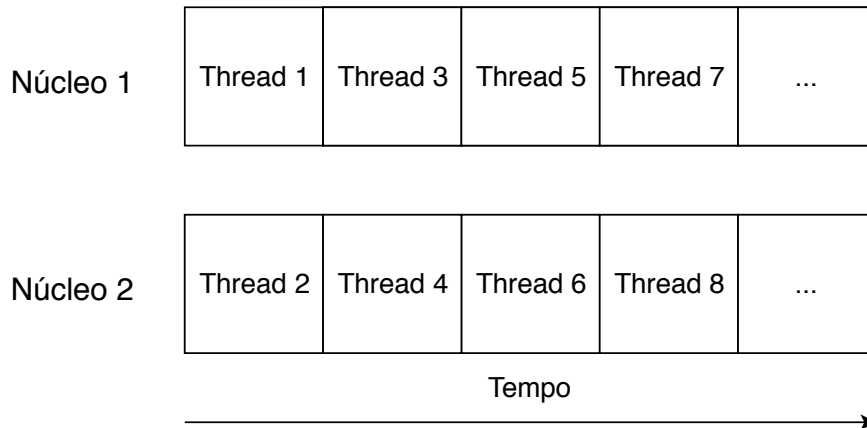 Núcleo 1
Thread 1 Thread 3 Thread 5 Thread 7 ...
Núcleo 2
Thread 2 Thread 4 Thread 6 Thread 8 ...
Tempo